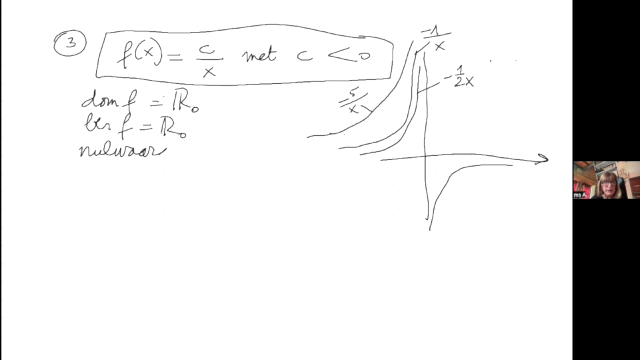 ③ f(x) = c/x met c < 0
dom f = ℝ₀
ber f = ℝ₀
nulwaar
-1/x
-1/2x
-5/x